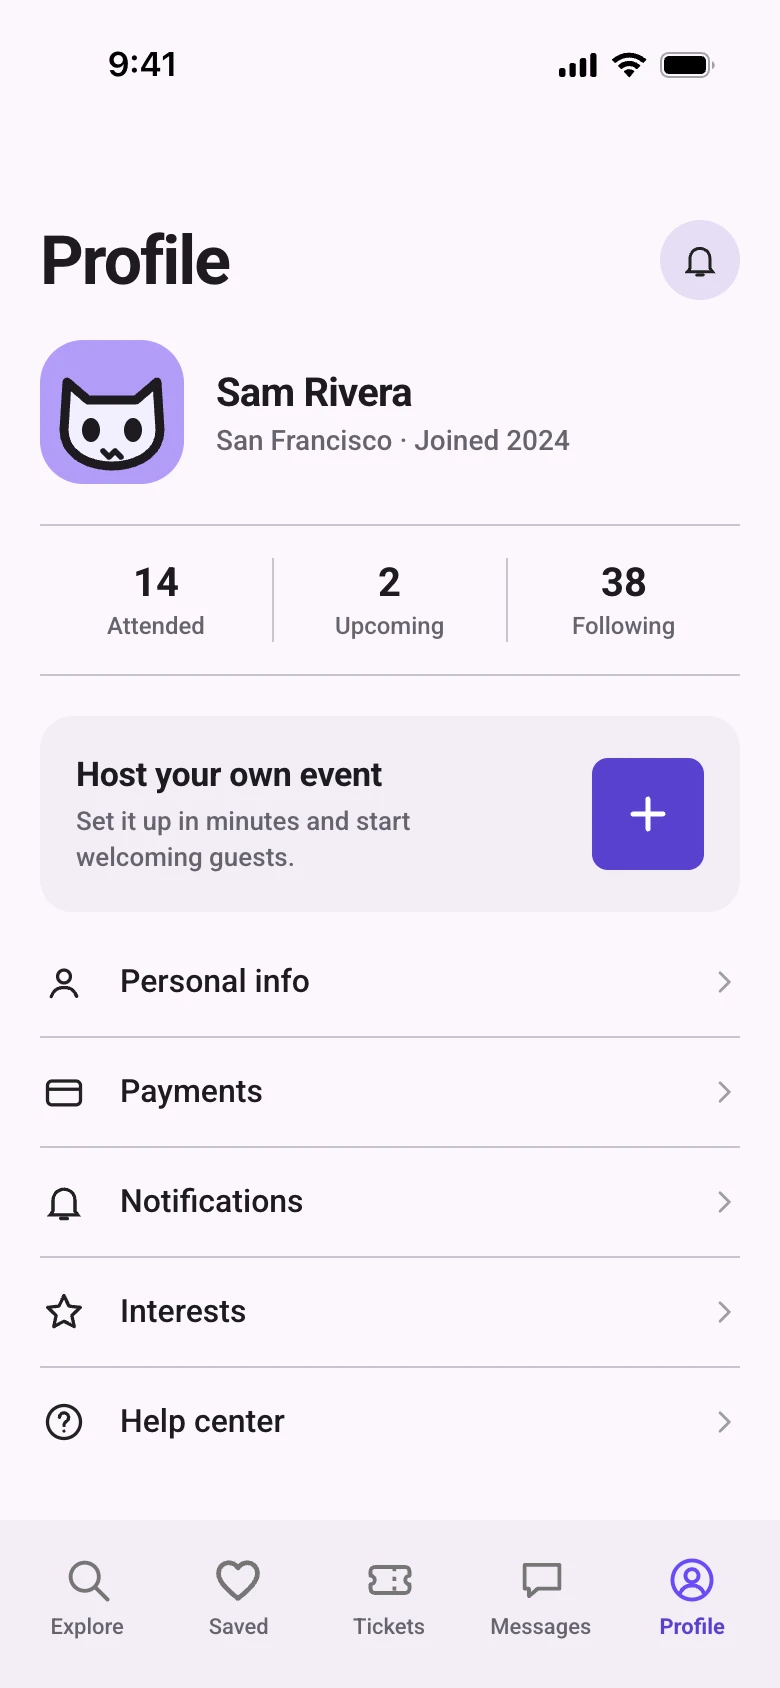 9:41
Profile
Sam Rivera
San Francisco · Joined 2024
14
Attended
2
Upcoming
38
Following
Host your own event
Set it up in minutes and start
welcoming guests.
Personal info
Payments
Notifications
Interests
Help center
Explore
Saved
Tickets
Messages
Profile